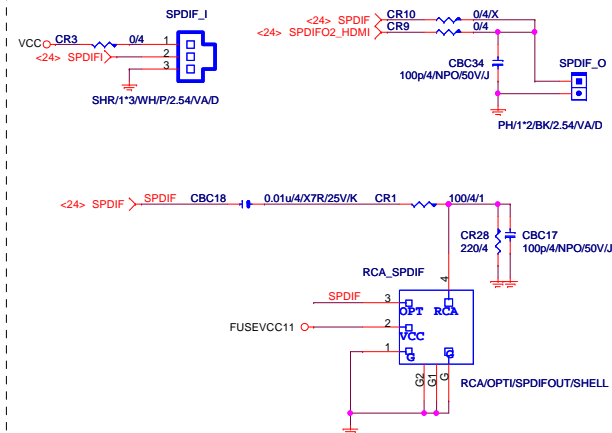 SPDIF_I
VCC CR3 0/4 1
<24> SPDIFI 2
3
SHR/1*3/WH/P/2.54/VA/D
<24> SPDIF CR10 0/4/X
<24> SPDIFO2_HDMI CR9 0/4
CBC34
100p/4/NPO/50V/J
SPDIF_O
PH/1*2/BK/2.54/VA/D
<24> SPDIF SPDIF CBC18 0.01u/4/X7R/25V/K CR1 100/4/1
CR28
220/4
CBC17
100p/4/NPO/50V/J
RCA_SPDIF
4
SPDIF 3 OPT RCA
FUSEVCC11 2 VCC
1 G G
G2 G1 G
RCA/OPTI/SPDIFOUT/SHELL